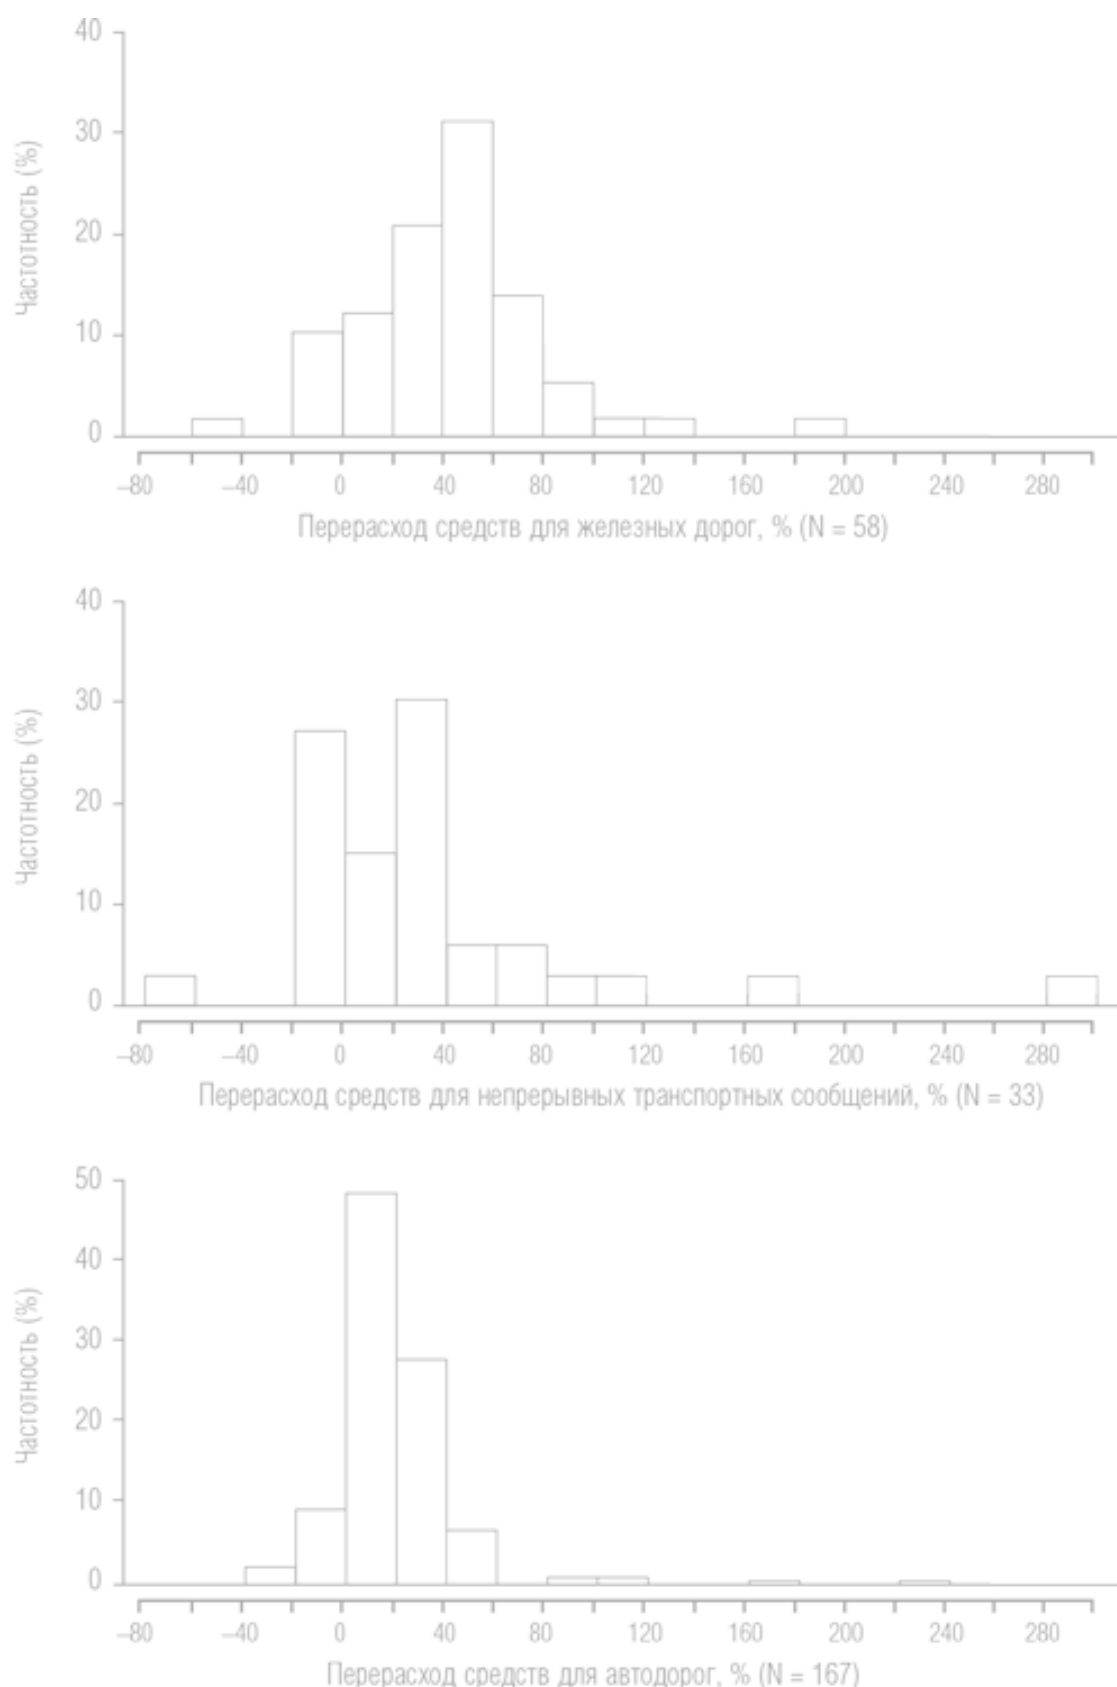 40
30
20
10
0
Частотность (%)
–80 –40 0 40 80 120 160 200 240 280
Перерасход средств для железных дорог, % (N = 58)
40
30
20
10
0
Частотность (%)
–80 –40 0 40 80 120 160 200 240 280
Перерасход средств для непрерывных транспортных сообщений, % (N = 33)
50
40
30
20
10
0
Частотность (%)
–80 –40 0 40 80 120 160 200 240 280
Перерасход средств для автодорог, % (N = 167)